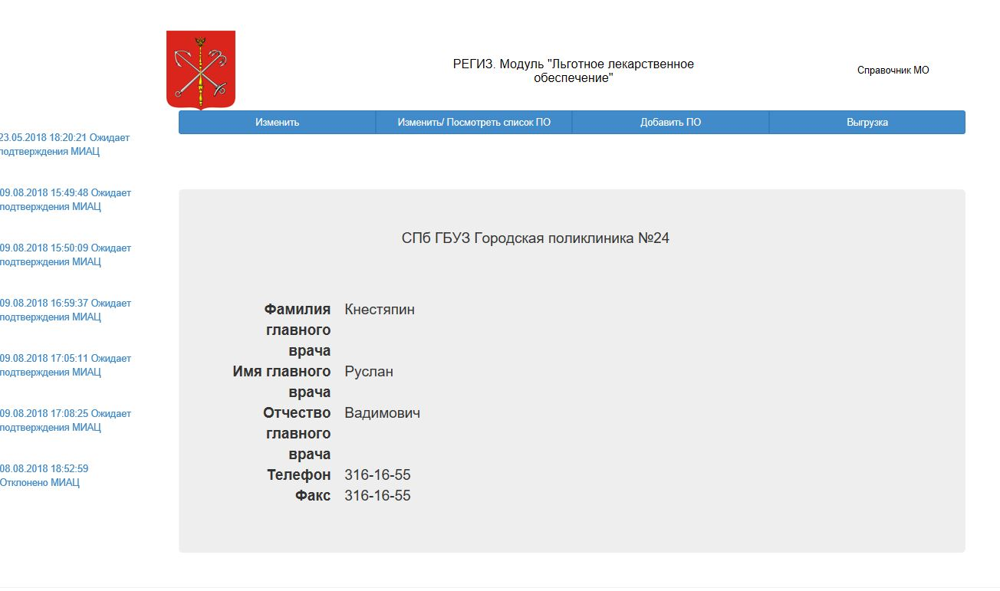 РЕГИЗ. Модуль "Льготное лекарственное
обеспечение"
Справочник МО
Изменить
Изменить/ Посмотреть список ПО
Добавить ПО
Выгрузка
23.05.2018 18:20:21 Ожидает
подтверждения МИАЦ
09.08.2018 15:49:48 Ожидает
подтверждения МИАЦ
09.08.2018 15:50:09 Ожидает
подтверждения МИАЦ
09.08.2018 16:59:37 Ожидает
подтверждения МИАЦ
09.08.2018 17:05:11 Ожидает
подтверждения МИАЦ
09.08.2018 17:08:25 Ожидает
подтверждения МИАЦ
08.08.2018 18:52:59
Отклонено МИАЦ
СПб ГБУЗ Городская поликлиника №24
Фамилия Кнестяпин
главного
врача
Имя главного Руслан
врача
Отчество Вадимович
главного
врача
Телефон 316-16-55
Факс 316-16-55